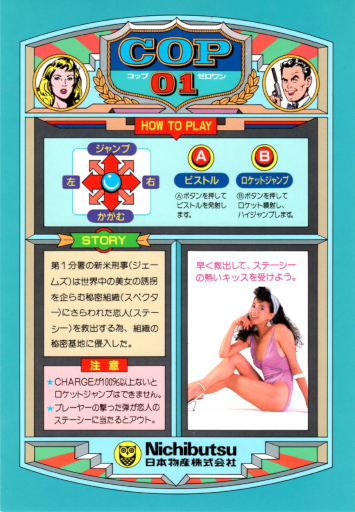 COP
コップ ゼロワン
01
HOW TO PLAY
ジャンプ
左 右
かがむ
A
ピストル
Ⓐボタンを押して
ピストルを発射し
ます。
B
ロケットジャンプ
Ⓑボタンを押して
ロケット噴射し、
ハイジャンプします。
STORY
第1分署の新米刑事(ジェー
ムズ)は世界中の美女の誘拐
を企らむ秘密組織(スペクタ
ー)にさらわれた恋人(ステー
シー)を救出する為、組織の
秘密基地に侵入した。
注意
★CHARGEが100%以上ないと
ロケットジャンプはできません。
★プレーヤーの撃った弾が恋人の
ステーシーに当たるとアウト。
早く救出して、ステーシー
の熱いキッスを受けよう。
Nichibutsu
日本物産株式会社